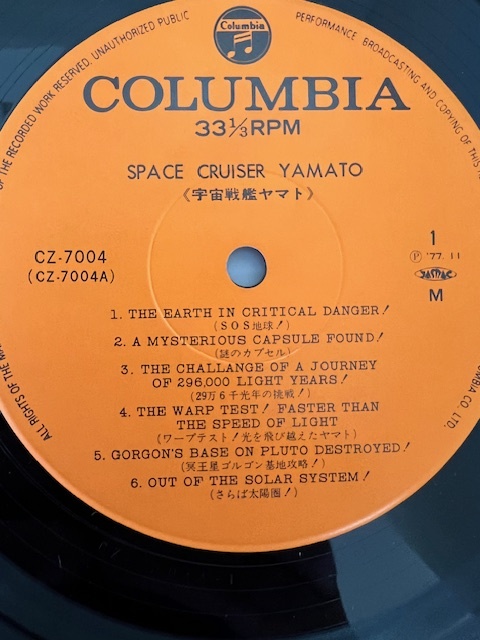 OF THE RECORDED WORK RESERVED. UNAUTHORIZED PUBLIC PERFORMANCE, BROADCASTING AND COPYING OF THIS
Columbia
COLUMBIA
33⅓RPM
SPACE CRUISER YAMATO
《宇宙戦艦ヤマト》
CZ-7004
(CZ-7004A)
1
Ⓟ '77. 11
JASRAC
M
1. THE EARTH IN CRITICAL DANGER!
(SOS地球!)
2. A MYSTERIOUS CAPSULE FOUND!
(謎のカプセル)
3. THE CHALLANGE OF A JOURNEY
OF 296,000 LIGHT YEARS!
(29万6千光年の挑戦!)
4. THE WARP TEST! FASTER THAN
THE SPEED OF LIGHT
(ワープテスト!光を飛び越えたヤマト)
5. GORGON'S BASE ON PLUTO DESTROYED!
(冥王星ゴルゴン基地攻略!)
6. OUT OF THE SOLAR SYSTEM!
(さらば太陽圏!)
ALL RIGHTS OF THE
CO. LTD.